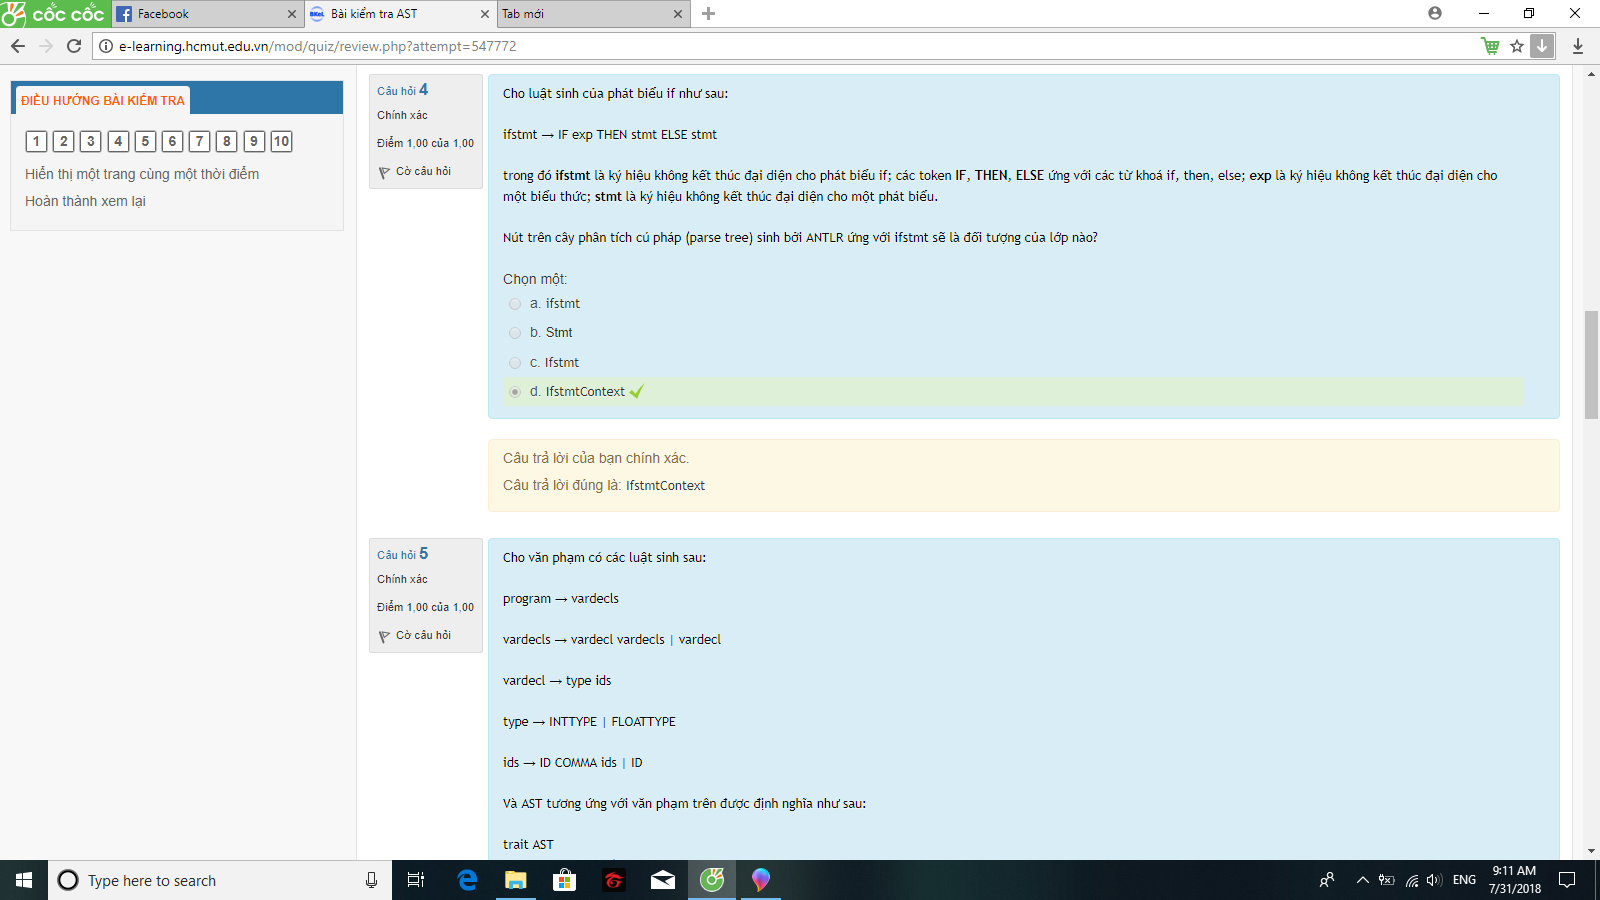 cốc cốc
Facebook
Bài kiểm tra AST
Tab mới
e-learning.hcmut.edu.vn/mod/quiz/review.php?attempt=547772
ĐIỀU HƯỚNG BÀI KIỂM TRA
1 2 3 4 5 6 7 8 9 10
Hiển thị một trang cùng một thời điểm
Hoàn thành xem lại
Câu hỏi 4
Chính xác
Điểm 1,00 của 1,00
Cờ câu hỏi
Cho luật sinh của phát biểu if như sau:
ifstmt → IF exp THEN stmt ELSE stmt
trong đó ifstmt là ký hiệu không kết thúc đại diện cho phát biểu if; các token IF, THEN, ELSE ứng với các từ khoá if, then, else; exp là ký hiệu không kết thúc đại diện cho
một biểu thức; stmt là ký hiệu không kết thúc đại diện cho một phát biểu.
Nút trên cây phân tích cú pháp (parse tree) sinh bởi ANTLR ứng với ifstmt sẽ là đối tượng của lớp nào?
Chọn một:
a. ifstmt
b. Stmt
c. Ifstmt
d. IfstmtContext
Câu trả lời của bạn chính xác.
Câu trả lời đúng là: IfstmtContext
Câu hỏi 5
Chính xác
Điểm 1,00 của 1,00
Cờ câu hỏi
Cho văn phạm có các luật sinh sau:
program → vardecls
vardecls → vardecl vardecls | vardecl
vardecl → type ids
type → INTTYPE | FLOATTYPE
ids → ID COMMA ids | ID
Và AST tương ứng với văn phạm trên được định nghĩa như sau:
trait AST
Type here to search
ENG
9:11 AM
7/31/2018